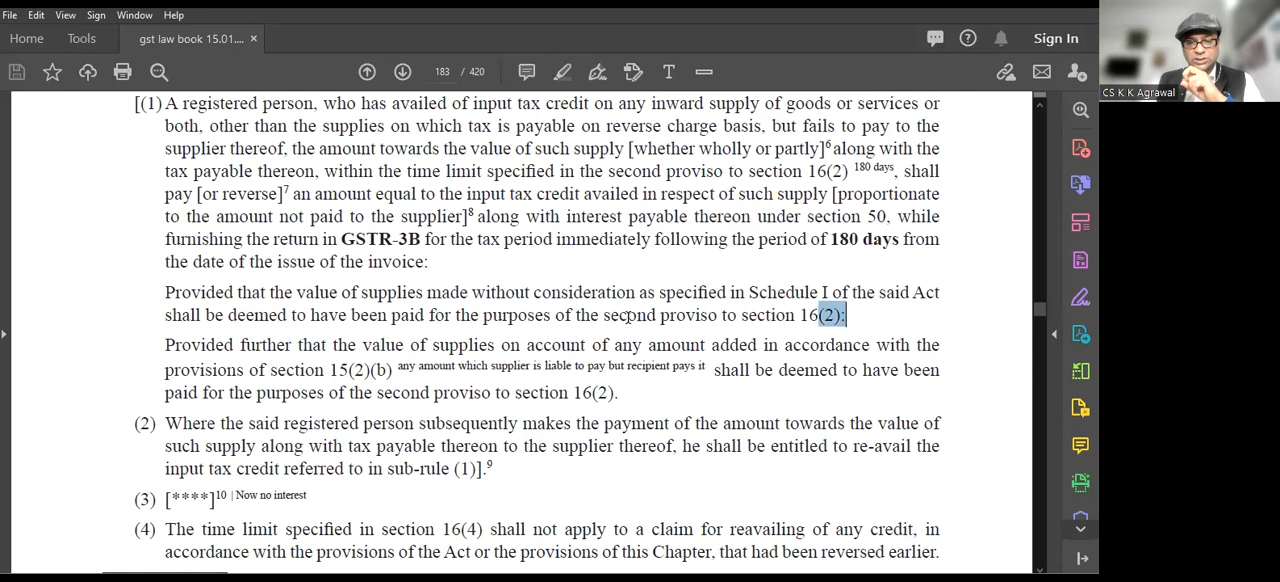 File Edit View Sign Window Help
Home Tools gst law book 15.01.... × Sign In
183 / 420
CS K K Agrawal
[(1) A registered person, who has availed of input tax credit on any inward supply of goods or services or
both, other than the supplies on which tax is payable on reverse charge basis, but fails to pay to the
supplier thereof, the amount towards the value of such supply [whether wholly or partly]6 along with the
tax payable thereon, within the time limit specified in the second proviso to section 16(2) 180 days, shall
pay [or reverse]7 an amount equal to the input tax credit availed in respect of such supply [proportionate
to the amount not paid to the supplier]8 along with interest payable thereon under section 50, while
furnishing the return in GSTR-3B for the tax period immediately following the period of 180 days from
the date of the issue of the invoice:
Provided that the value of supplies made without consideration as specified in Schedule I of the said Act
shall be deemed to have been paid for the purposes of the second proviso to section 16(2):
Provided further that the value of supplies on account of any amount added in accordance with the
provisions of section 15(2)(b) any amount which supplier is liable to pay but recipient pays it shall be deemed to have been
paid for the purposes of the second proviso to section 16(2).
(2) Where the said registered person subsequently makes the payment of the amount towards the value of
such supply along with tax payable thereon to the supplier thereof, he shall be entitled to re-avail the
input tax credit referred to in sub-rule (1)].9
(3) [****]10 | Now no interest
(4) The time limit specified in section 16(4) shall not apply to a claim for reavailing of any credit, in
accordance with the provisions of the Act or the provisions of this Chapter, that had been reversed earlier.